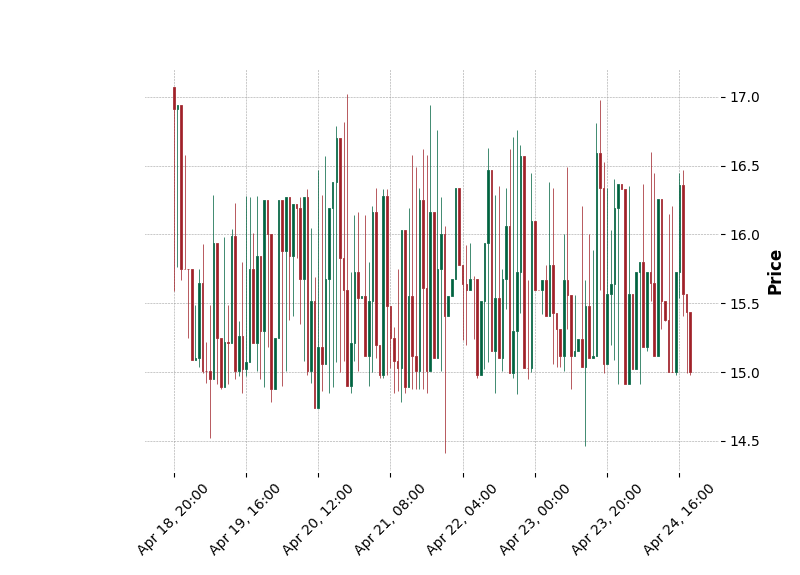 17.0
16.5
16.0
15.5
15.0
14.5
Price
Apr 18, 20:00
Apr 19, 16:00
Apr 20, 12:00
Apr 21, 08:00
Apr 22, 04:00
Apr 23, 00:00
Apr 23, 20:00
Apr 24, 16:00